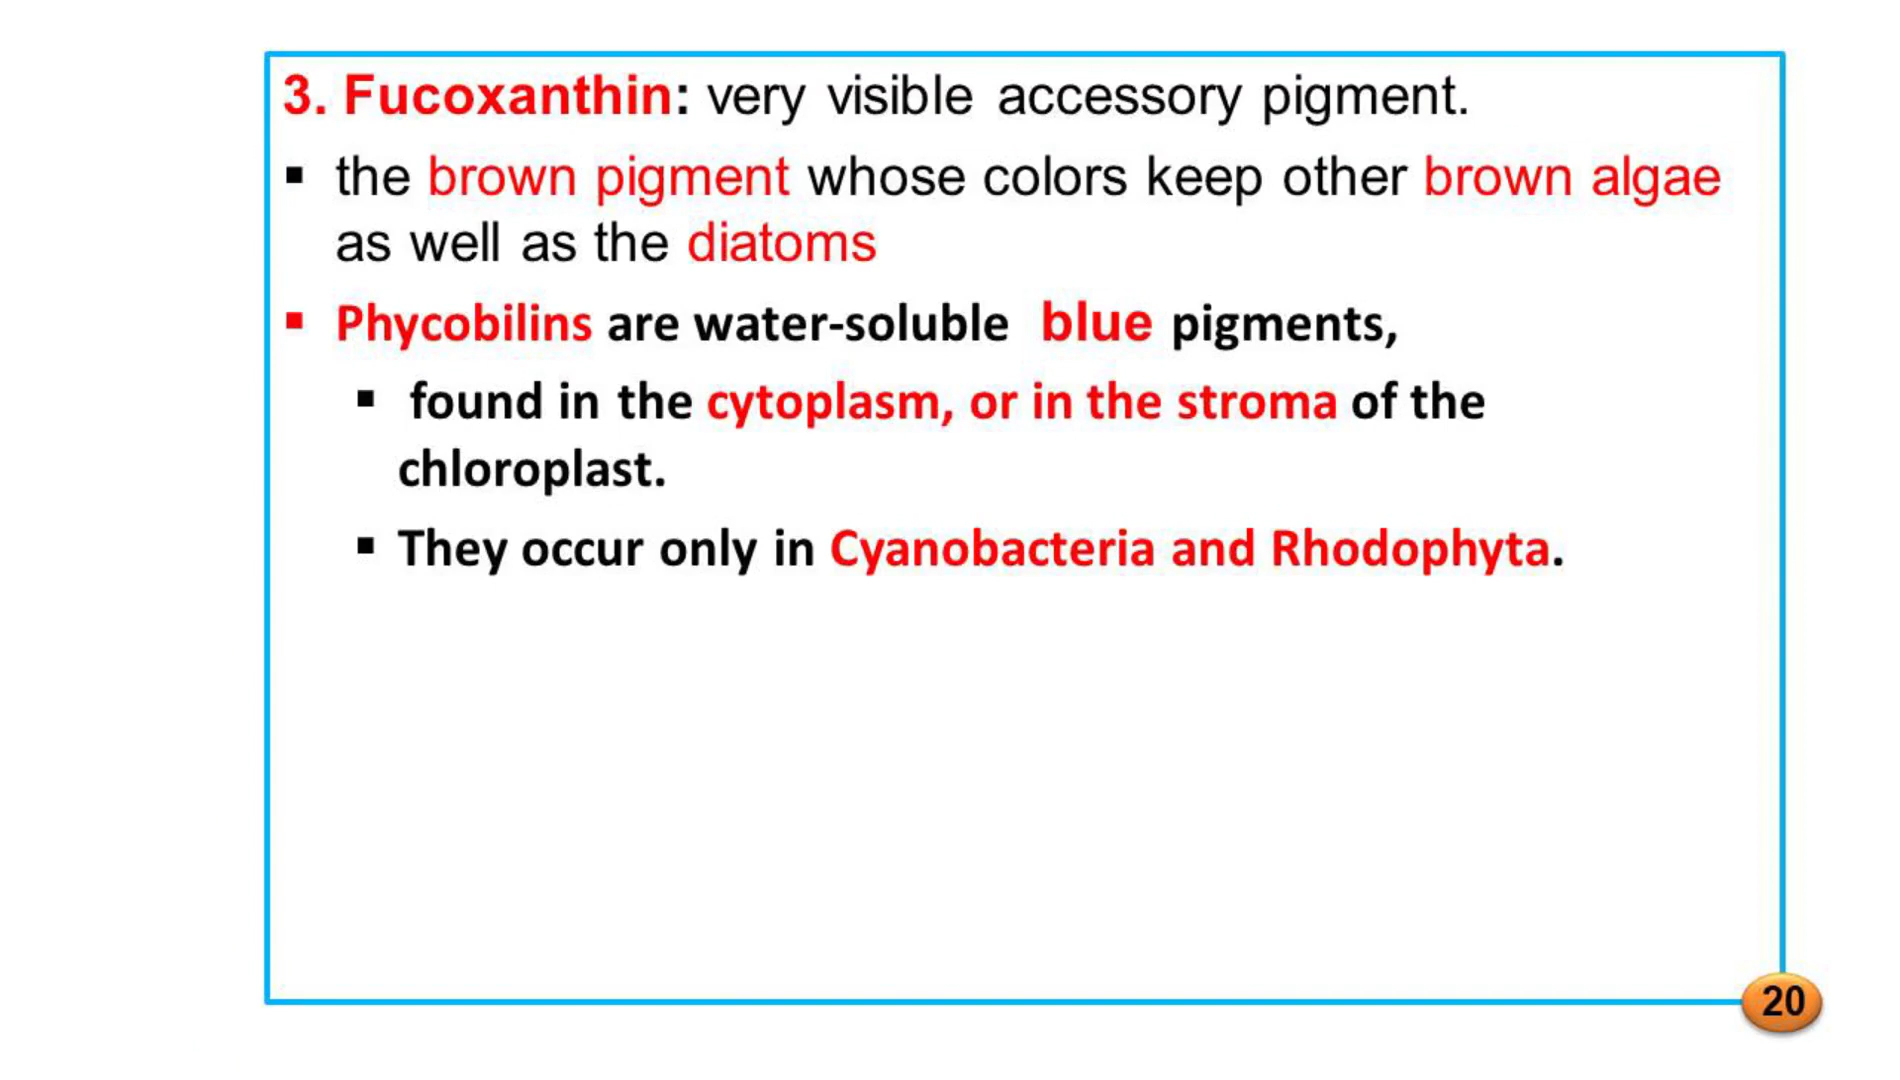 3. Fucoxanthin: very visible accessory pigment.
▪ the brown pigment whose colors keep other brown algae
as well as the diatoms
▪ Phycobilins are water-soluble blue pigments,
▪ found in the cytoplasm, or in the stroma of the
chloroplast.
▪ They occur only in Cyanobacteria and Rhodophyta.
20